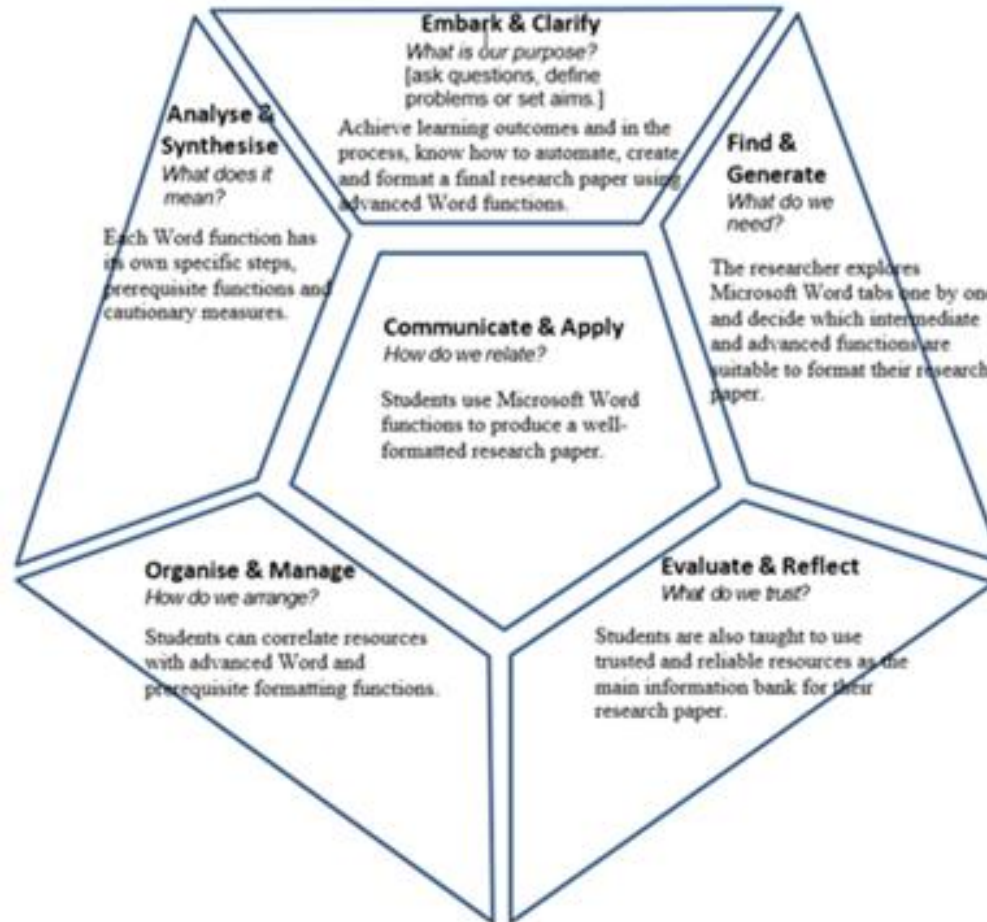 Embark & Clarify
What is our purpose?
[ask questions, define
problems or set aims.]
Achieve learning outcomes and in the
process, know how to automate, create
and format a final research paper using
advanced Word functions.
Find &
Generate
What do we
need?
The researcher explores
Microsoft Word tabs one by one
and decide which intermediate
and advanced functions are
suitable to format their research
paper.
Evaluate & Reflect
What do we trust?
Students are also taught to use
trusted and reliable resources as the
main information bank for their
research paper.
Organise & Manage
How do we arrange?
Students can correlate resources
with advanced Word and
prerequisite formatting functions.
Analyse &
Synthesise
What does it
mean?
Each Word function has
its own specific steps,
prerequisite functions and
cautionary measures.
Communicate & Apply
How do we relate?
Students use Microsoft Word
functions to produce a well-
formatted research paper.